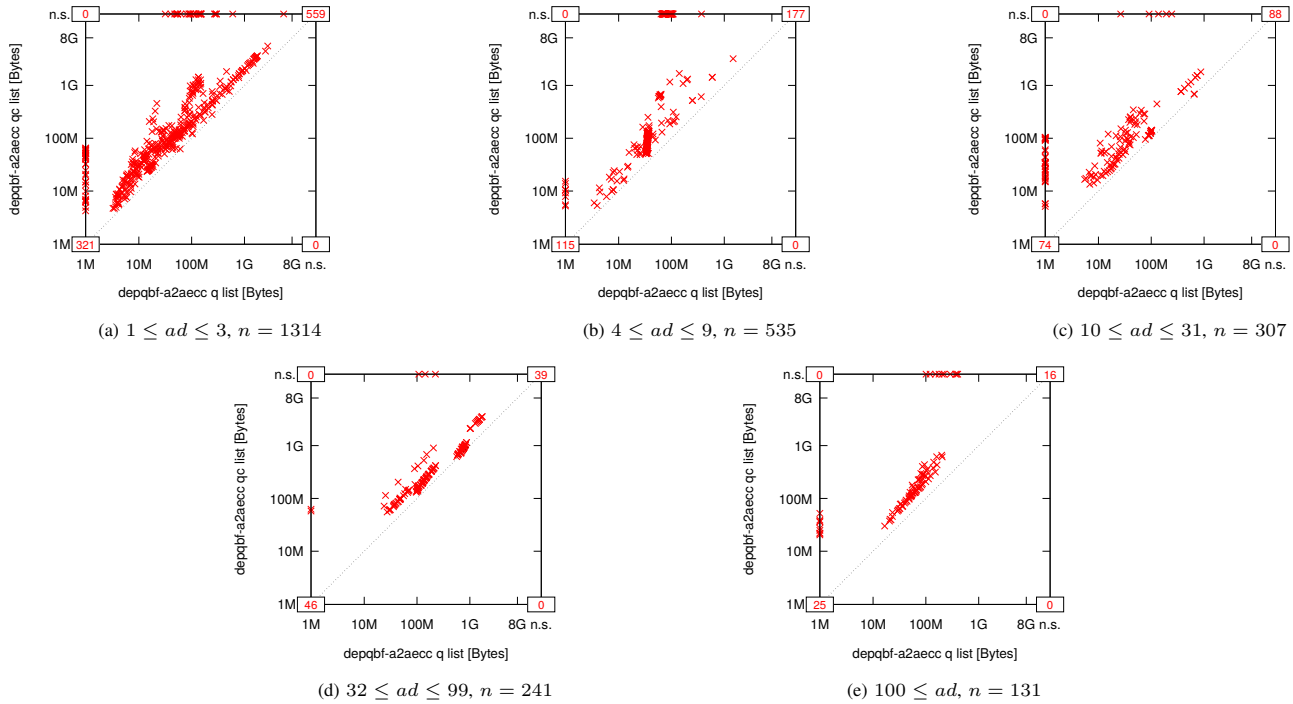 n.s.
8G
1G
100M
10M
1M
depqbf-a2aecc qc list [Bytes]
0
559
321
0
1M 10M 100M 1G 8G n.s.
depqbf-a2aecc q list [Bytes]
(a) 1 ≤ ad ≤ 3, n = 1314
n.s.
8G
1G
100M
10M
1M
depqbf-a2aecc qc list [Bytes]
0
177
115
0
1M 10M 100M 1G 8G n.s.
depqbf-a2aecc q list [Bytes]
(b) 4 ≤ ad ≤ 9, n = 535
n.s.
8G
1G
100M
10M
1M
depqbf-a2aecc qc list [Bytes]
0
88
74
0
1M 10M 100M 1G 8G n.s.
depqbf-a2aecc q list [Bytes]
(c) 10 ≤ ad ≤ 31, n = 307
n.s.
8G
1G
100M
10M
1M
depqbf-a2aecc qc list [Bytes]
0
39
46
0
1M 10M 100M 1G 8G n.s.
depqbf-a2aecc q list [Bytes]
(d) 32 ≤ ad ≤ 99, n = 241
n.s.
8G
1G
100M
10M
1M
depqbf-a2aecc qc list [Bytes]
0
16
25
0
1M 10M 100M 1G 8G n.s.
depqbf-a2aecc q list [Bytes]
(e) 100 ≤ ad, n = 131